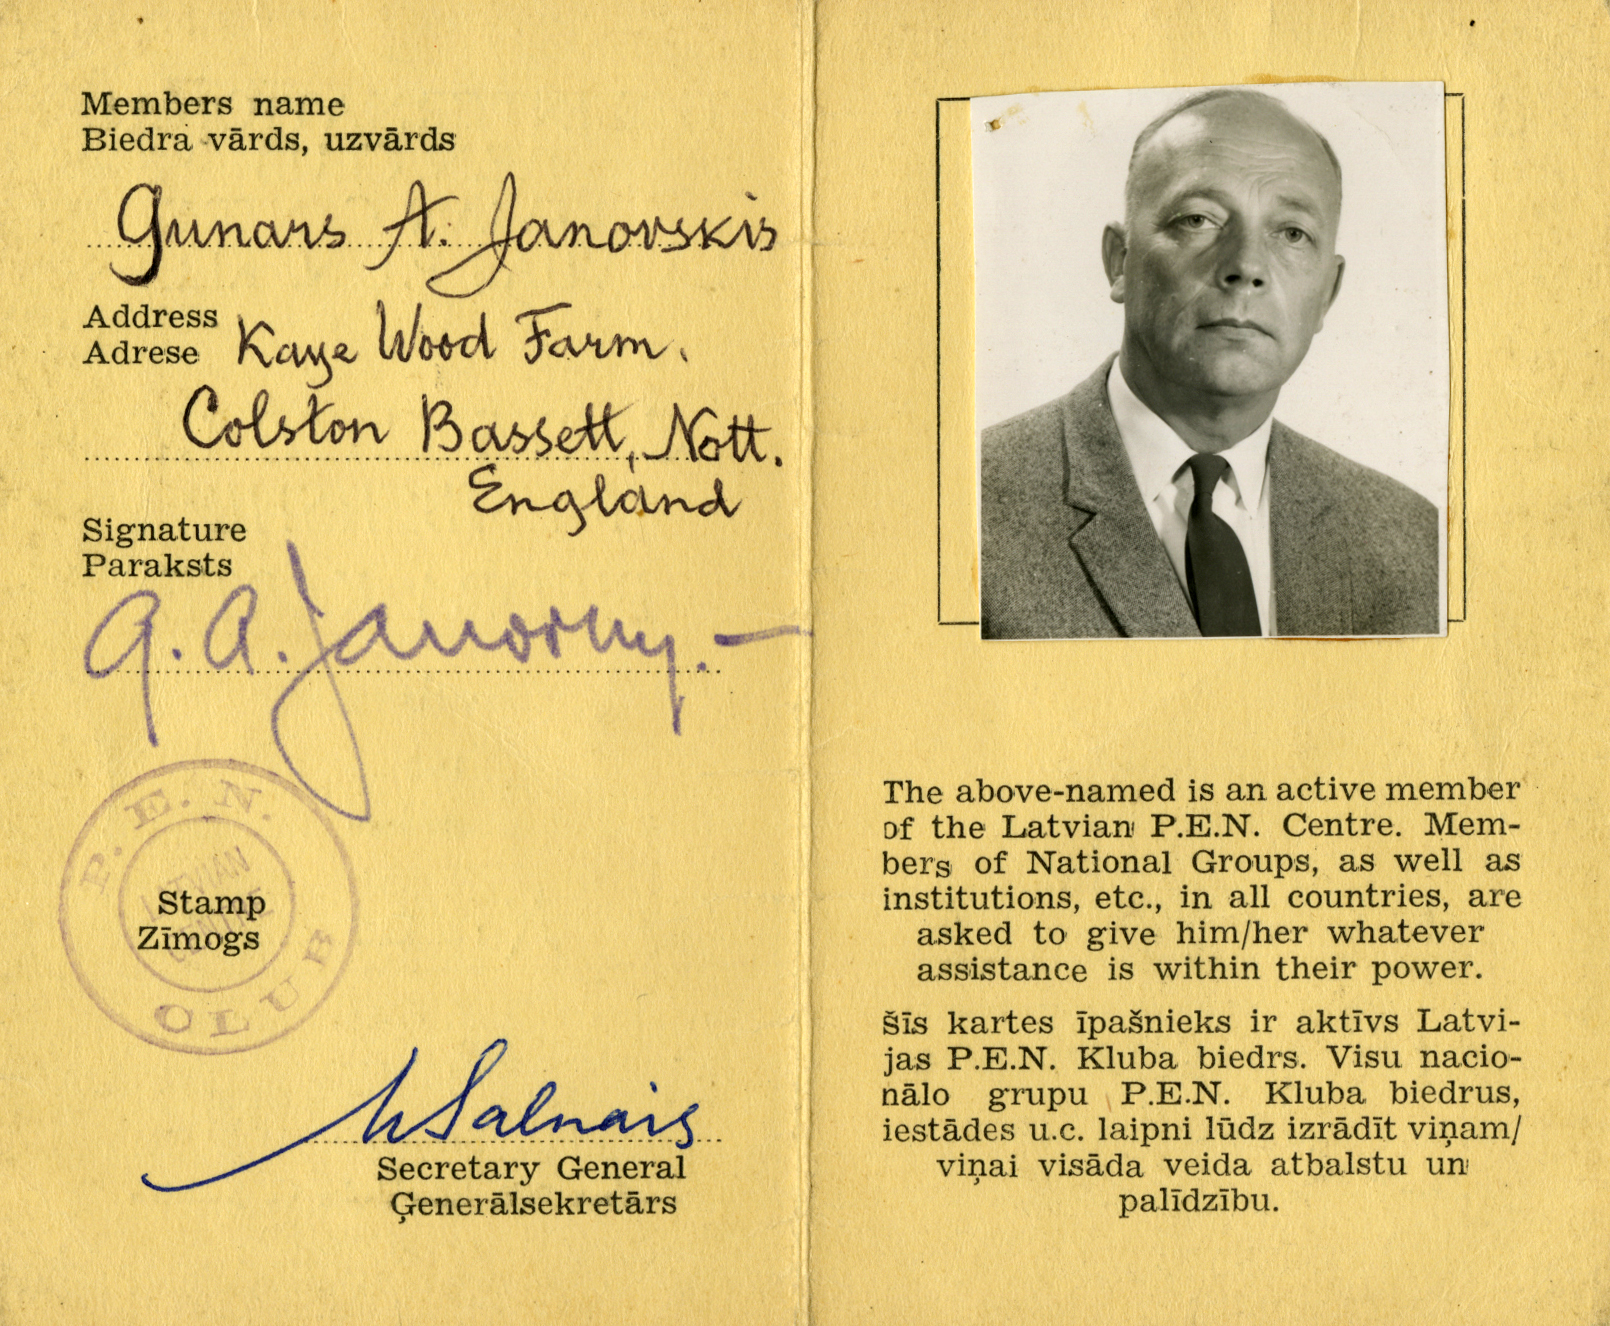 Members name
Biedra vārds, uzvārds
Gunars A. Janovskis
Address
Adrese
Kaye Wood Farm.
Colston Bassett, Nott.
England
Signature
Paraksts
G. A. Janovsky.
P.E.N.
LATVIAN
CENTRE
CLUB
Stamp
Zīmogs
Salnais
Secretary General
Ģenerālsekretārs
The above-named is an active member
of the Latvian P.E.N. Centre. Mem-
bers of National Groups, as well as
institutions, etc., in all countries, are
asked to give him/her whatever
assistance is within their power.
Šīs kartes īpašnieks ir aktīvs Latvi-
jas P.E.N. Kluba biedrs. Visu nacio-
nālo grupu P.E.N. Kluba biedrus,
iestādes u.c. laipni lūdz izrādīt viņam/
viņai visāda veida atbalstu un
palīdzību.